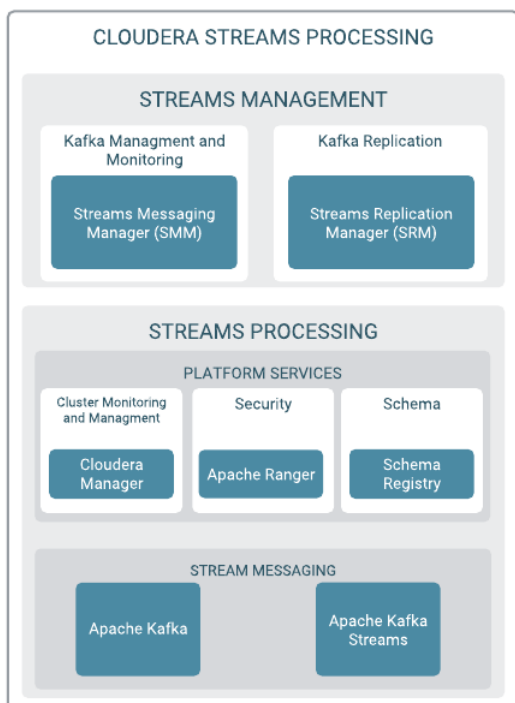 CLOUDERA STREAMS PROCESSING
STREAMS MANAGEMENT
Kafka Managment and
Monitoring
Streams Messaging
Manager (SMM)
Kafka Replication
Streams Replication
Manager (SRM)
STREAMS PROCESSING
PLATFORM SERVICES
Cluster Monitoring
and Managment
Cloudera
Manager
Security
Apache Ranger
Schema
Schema
Registry
STREAM MESSAGING
Apache Kafka
Apache Kafka
Streams